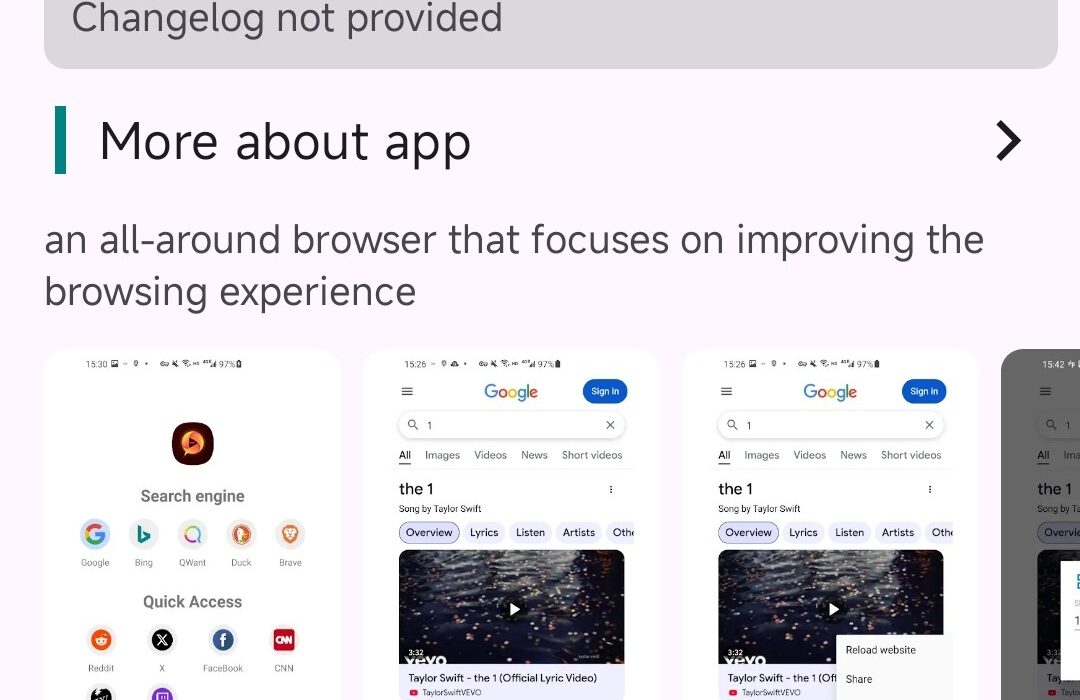 Changelog not provided
More about app
an all-around browser that focuses on improving the
browsing experience
15:30
97%
Search engine
Google Bing QWant Duck Brave
Quick Access
Reddit X FaceBook CNN
15:26
97%
Google
Sign in
1
All Images Videos News Short videos
the 1
Song by Taylor Swift
Overview Lyrics Listen Artists Othe
3:32
vevo
Taylor Swift - the 1 (Official Lyric Video)
TaylorSwiftVEVO
15:26
97%
Google
Sign in
1
All Images Videos News Short videos
the 1
Song by Taylor Swift
Overview Lyrics Listen Artists Othe
3:32
vevo
Reload website
Share
Taylor Swift - the 1 (Off
TaylorSwiftVEVO
15:42
1
All Ima
the 1
Song by Ta
Overvie
3:32